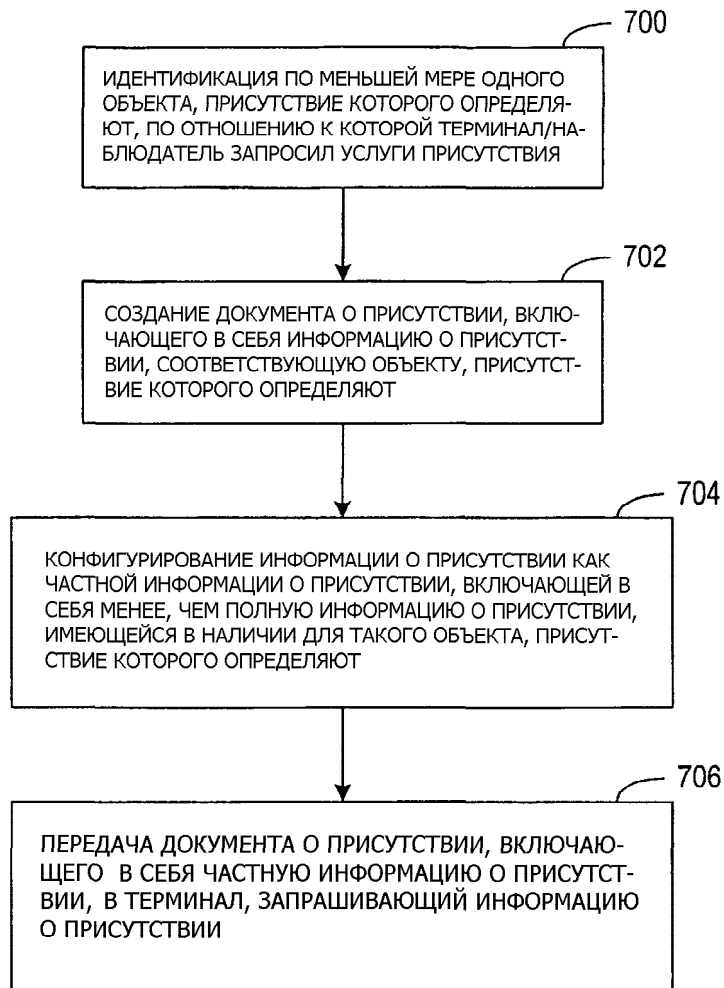 700
ИДЕНТИФИКАЦИЯ ПО МЕНЬШЕЙ МЕРЕ ОДНОГО
ОБЪЕКТА, ПРИСУТСТВИЕ КОТОРОГО ОПРЕДЕЛЯ-
ЮТ, ПО ОТНОШЕНИЮ К КОТОРОЙ ТЕРМИНАЛ/НА-
БЛЮДАТЕЛЬ ЗАПРОСИЛ УСЛУГИ ПРИСУТСТВИЯ
702
СОЗДАНИЕ ДОКУМЕНТА О ПРИСУТСТВИИ, ВКЛЮ-
ЧАЮЩЕГО В СЕБЯ ИНФОРМАЦИЮ О ПРИСУТСТ-
ВИИ, СООТВЕТСТВУЮЩУЮ ОБЪЕКТУ, ПРИСУТСТ-
ВИЕ КОТОРОГО ОПРЕДЕЛЯЮТ
704
КОНФИГУРИРОВАНИЕ ИНФОРМАЦИИ О ПРИСУТСТВИИ КАК
ЧАСТНОЙ ИНФОРМАЦИИ О ПРИСУТСТВИИ, ВКЛЮЧАЮЩЕЙ В
СЕБЯ МЕНЕЕ, ЧЕМ ПОЛНУЮ ИНФОРМАЦИЮ О ПРИСУТСТВИИ,
ИМЕЮЩЕЙСЯ В НАЛИЧИИ ДЛЯ ТАКОГО ОБЪЕКТА, ПРИСУТ-
СТВИЕ КОТОРОГО ОПРЕДЕЛЯЮТ
706
ПЕРЕДАЧА ДОКУМЕНТА О ПРИСУТСТВИИ, ВКЛЮЧАЮ-
ЩЕГО В СЕБЯ ЧАСТНУЮ ИНФОРМАЦИЮ О ПРИСУТСТ-
ВИИ, В ТЕРМИНАЛ, ЗАПРАШИВАЮЩИЙ ИНФОРМАЦИЮ
О ПРИСУТСТВИИ